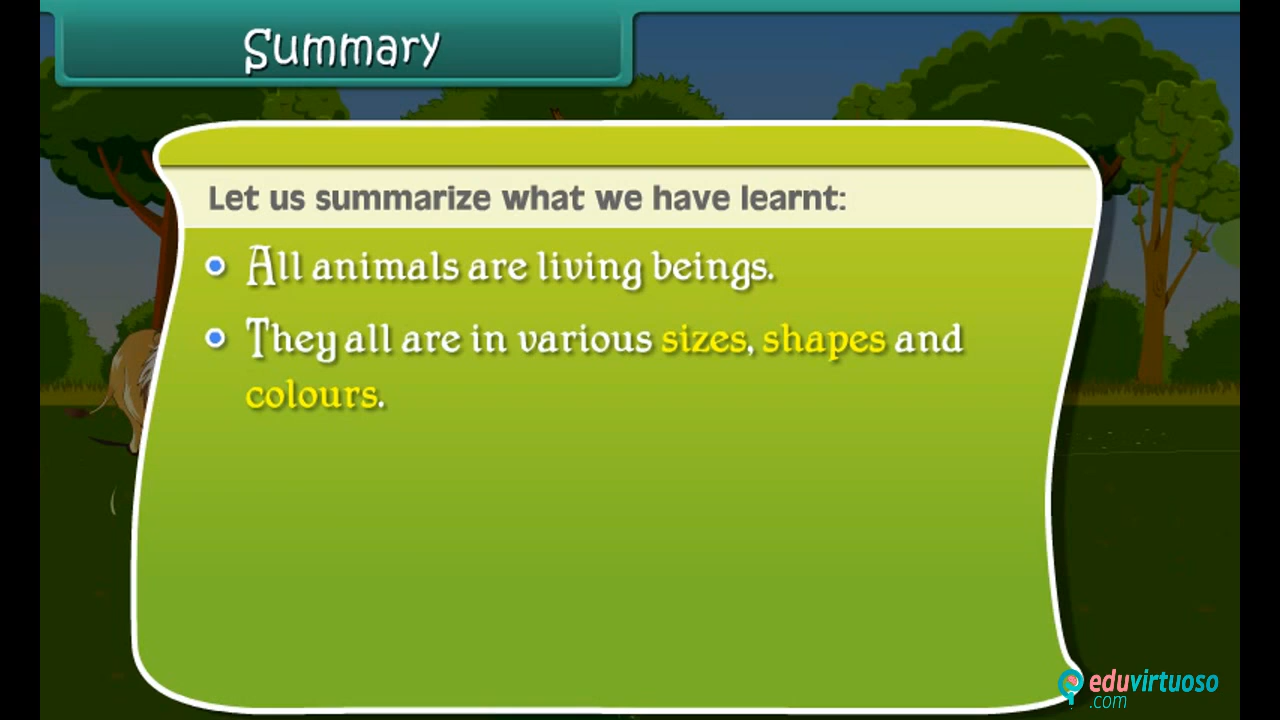 Summary
Let us summarize what we have learnt:
All animals are living beings.
They all are in various sizes, shapes and
colours.
eduvirtuoso
.com